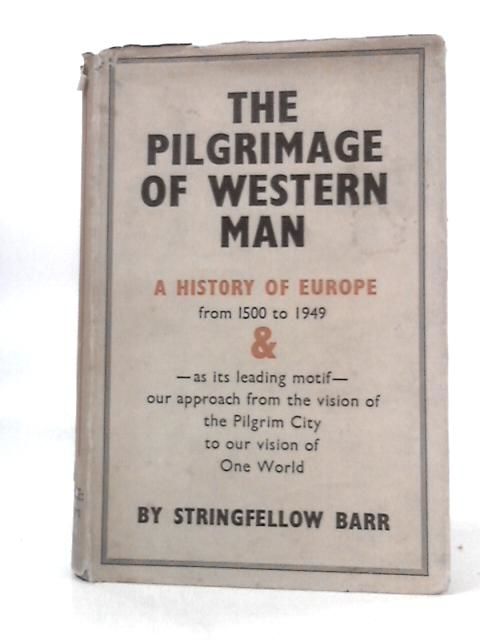 THE
PILGRIMAGE
OF WESTERN
MAN
A HISTORY OF EUROPE
from 1500 to 1949
&
—as its leading motif—
our approach from the vision of
the Pilgrim City
to our vision of
One World
BY STRINGFELLOW BARR